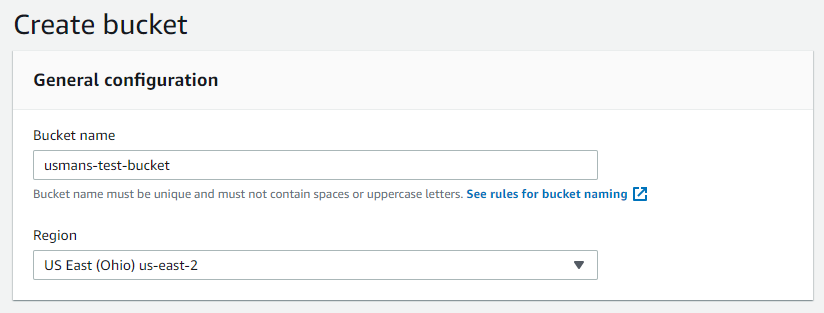 Create bucket
General configuration
Bucket name
usmans-test-bucket
Bucket name must be unique and must not contain spaces or uppercase letters. See rules for bucket naming
Region
US East (Ohio) us-east-2